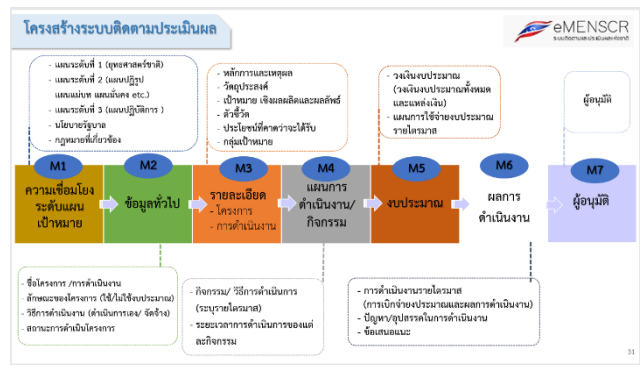 โครงสร้างระบบติดตามประเมินผล
eMENSCR
ระบบติดตามและประเมินผลแห่งชาติ
- แผนระดับที่ 1 (ยุทธศาสตร์ชาติ)
- แผนระดับที่ 2 (แผนปฏิรูป
แผนแม่บท แผนมั่นคง etc.)
- แผนระดับที่ 3 (แผนปฏิบัติการ )
- นโยบายรัฐบาล
- กฎหมายที่เกี่ยวข้อง
- หลักการและเหตุผล
- วัตถุประสงค์
- เป้าหมาย เชิงผลผลิตและผลลัพธ์
- ตัวชี้วัด
- ประโยชน์ที่คาดว่าจะได้รับ
- กลุ่มเป้าหมาย
- วงเงินงบประมาณ
(วงเงินงบประมาณทั้งหมด
และแหล่งเงิน)
- แผนการใช้จ่ายงบประมาณ
รายไตรมาส
ผู้อนุมัติ
M1
ความเชื่อมโยง
ระดับแผน
เป้าหมาย
M2
ข้อมูลทั่วไป
M3
รายละเอียด
- โครงการ
- การดำเนินงาน
M4
แผนการ
ดำเนินงาน/
กิจกรรม
M5
งบประมาณ
M6
ผลการ
ดำเนินงาน
M7
ผู้อนุมัติ
- ชื่อโครงการ /การดำเนินงาน
- ลักษณะของโครงการ (ใช้/ไม่ใช้งบประมาณ)
- วิธีการดำเนินงาน (ดำเนินการเอง/ จัดจ้าง)
- สถานะการดำเนินโครงการ
- กิจกรรม/ วิธีการดำเนินการ
(ระบุรายไตรมาส)
- ระยะเวลาการดำเนินการของแต่
ละกิจกรรม
- การดำเนินงานรายไตรมาส
(การเบิกจ่ายงบประมาณและผลการดำเนินงาน)
- ปัญหา/อุปสรรคในการดำเนินงาน
- ข้อเสนอแนะ
31